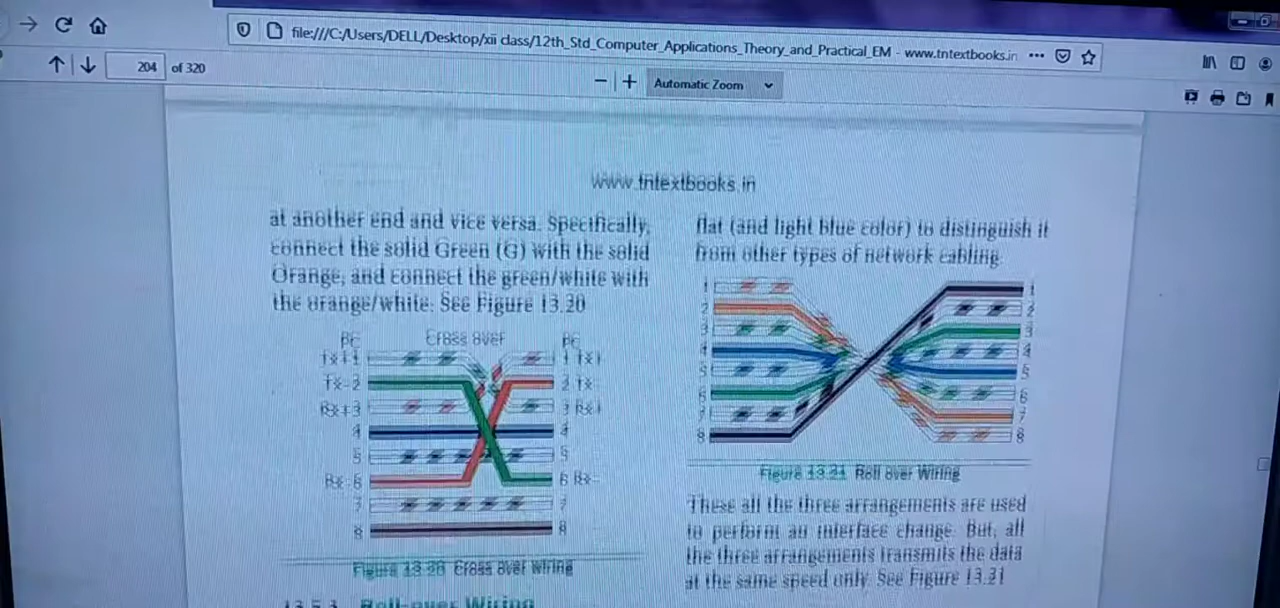 file:///C:/Users/DELL/Desktop/xii class/12th_Std_Computer_Applications_Theory_and_Practical_EM - www.tntextbooks.in
204 of 320
Automatic Zoom
www.tntextbooks.in
at another end and vice versa. Specifically,
connect the solid Green (G) with the solid
Orange, and connect the green/white with
the orange/white. See Figure 13.20
PC Cross over PC
Tx+1 1 Tx+
Tx-2 2 Tx-
Rx+3 3 Rx+
4 4
5 5
Rx-6 6 Rx-
7 7
8 8
Figure 13.20 Cross over wiring
13.5.3 Roll-over Wiring
flat (and light blue color) to distinguish it
from other types of network cabling.
1 1
2 2
3 3
4 4
5 5
6 6
7 7
8 8
Figure 13.21 Roll over Wiring
These all the three arrangements are used
to perform an interface change. But, all
the three arrangements transmits the data
at the same speed only. See Figure 13.21